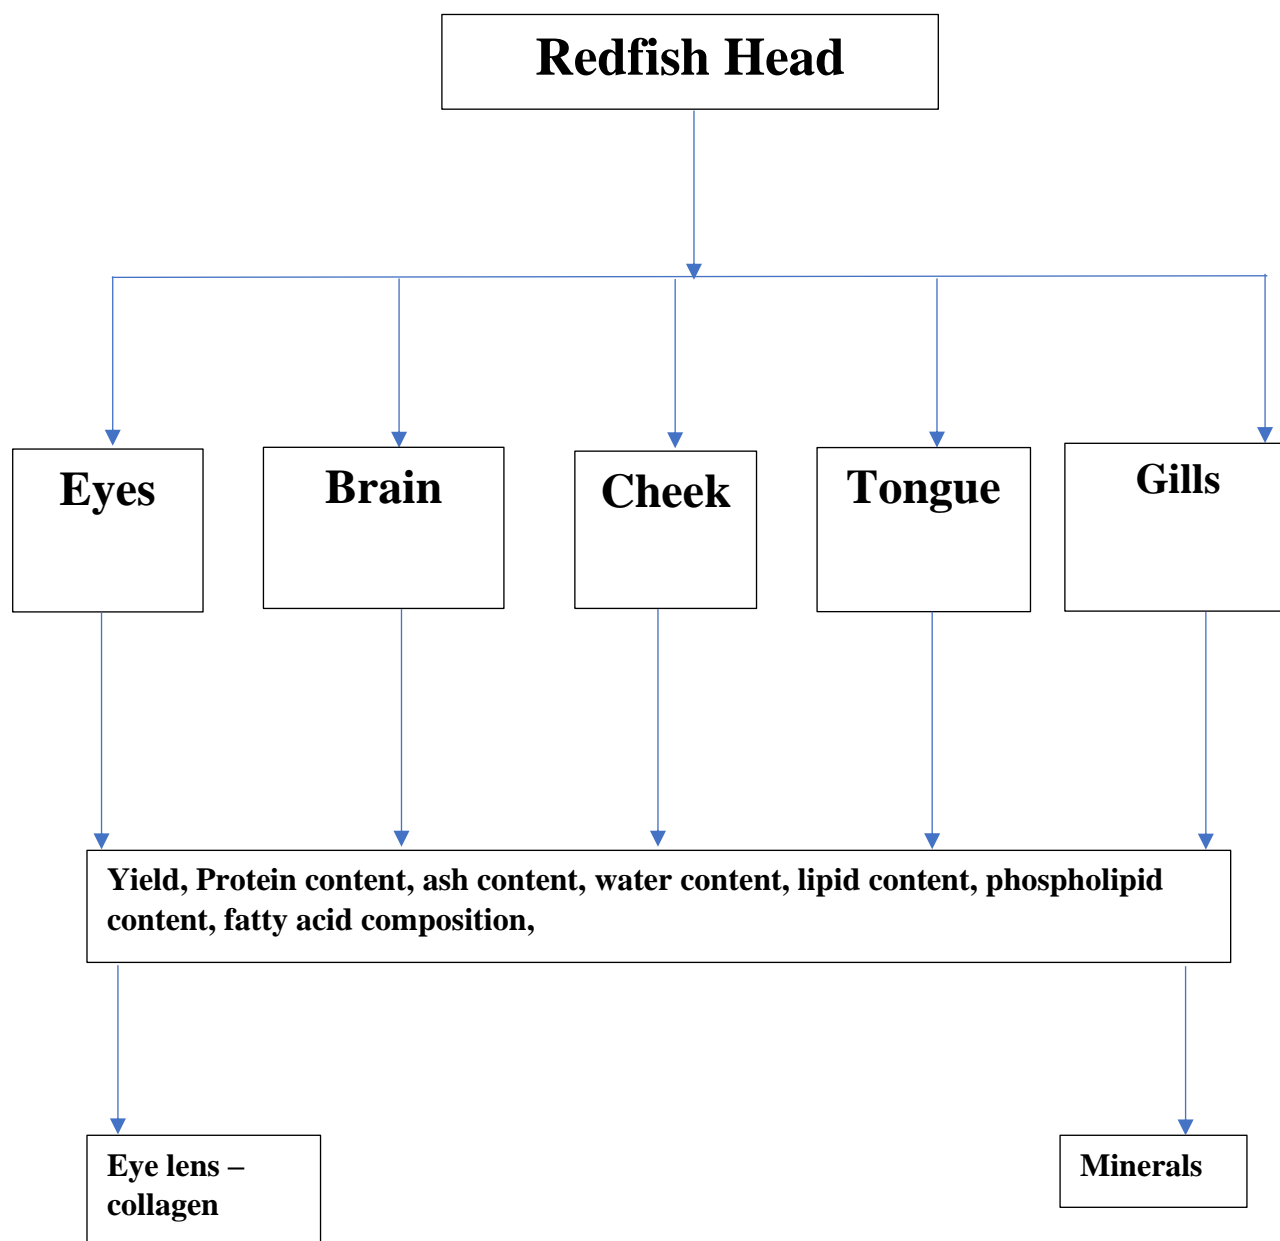 Redfish Head
Eyes
Brain
Cheek
Tongue
Gills
Yield, Protein content, ash content, water content, lipid content, phospholipid
content, fatty acid composition,
Eye lens –
collagen
Minerals